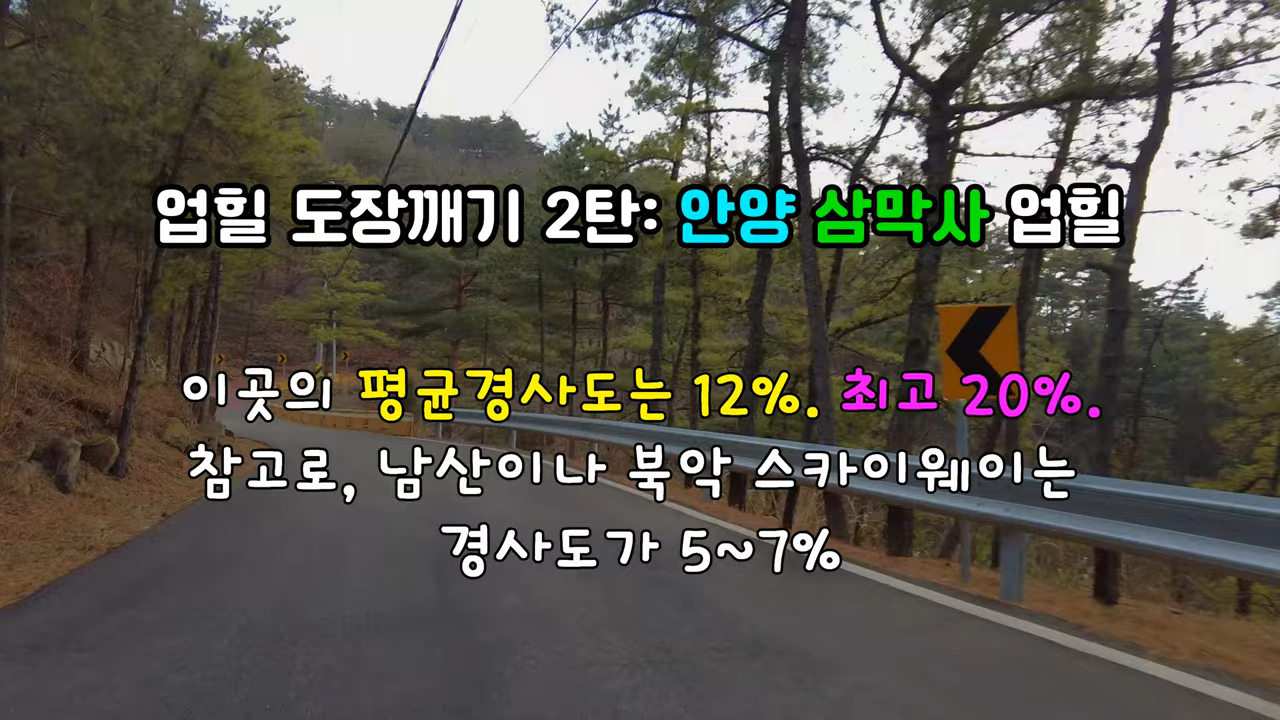 업힐 도장깨기 2탄: 안양 삼막사 업힐
이곳의 평균경사도는 12%. 최고 20%.
참고로, 남산이나 북악 스카이웨이는
경사도가 5~7%